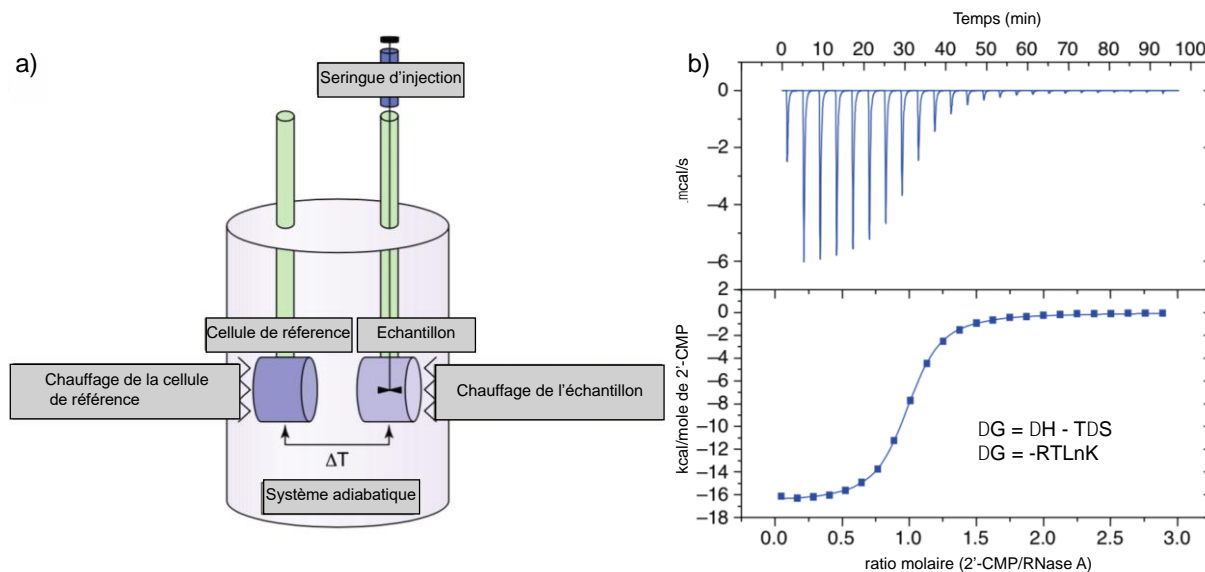 a)
Seringue d'injection
Cellule de réference
Echantillon
Chauffage de la cellule
de référence
Chauffage de l'échantillon
ΔT
Système adiabatique
b)
Temps (min)
0 10 20 30 40 50 60 70 80 90 100
0
−2
−4
−6
mcal/s
2
0
−2
−4
−6
−8
−10
−12
−14
−16
−18
kcal/mole de 2'-CMP
DG = DH - TDS
DG = -RTLnK
0.0 0.5 1.0 1.5 2.0 2.5 3.0
ratio molaire (2'-CMP/RNase A)